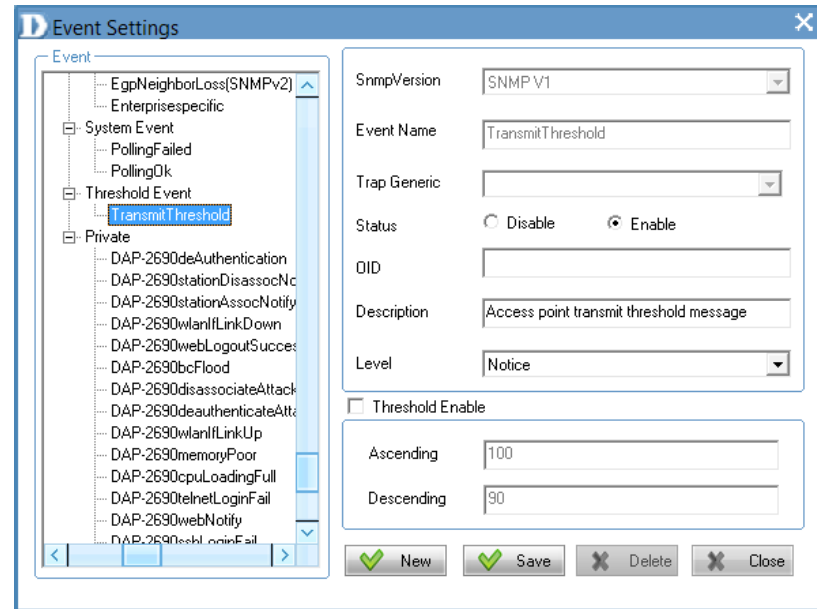 D Event Settings
Event
EgpNeighborLoss(SNMPv2)
Enterprisespecific
System Event
PollingFailed
PollingOk
Threshold Event
TransmitThreshold
Private
DAP-2690deAuthentication
DAP-2690stationDisassocNo
DAP-2690stationAssocNotify
DAP-2690wlanIfLinkDown
DAP-2690webLogoutSucces
DAP-2690bcFlood
DAP-2690disassociateAttack
DAP-2690deauthenticateAtta
DAP-2690wlanIfLinkUp
DAP-2690memoryPoor
DAP-2690cpuLoadingFull
DAP-2690telnetLoginFail
DAP-2690webNotify
DAP-2690sshLoginFail
SnmpVersion SNMP V1
Event Name TransmitThreshold
Trap Generic
Status Disable Enable
OID
Description Access point transmit threshold message
Level Notice
Threshold Enable
Ascending 100
Descending 90
New Save Delete Close